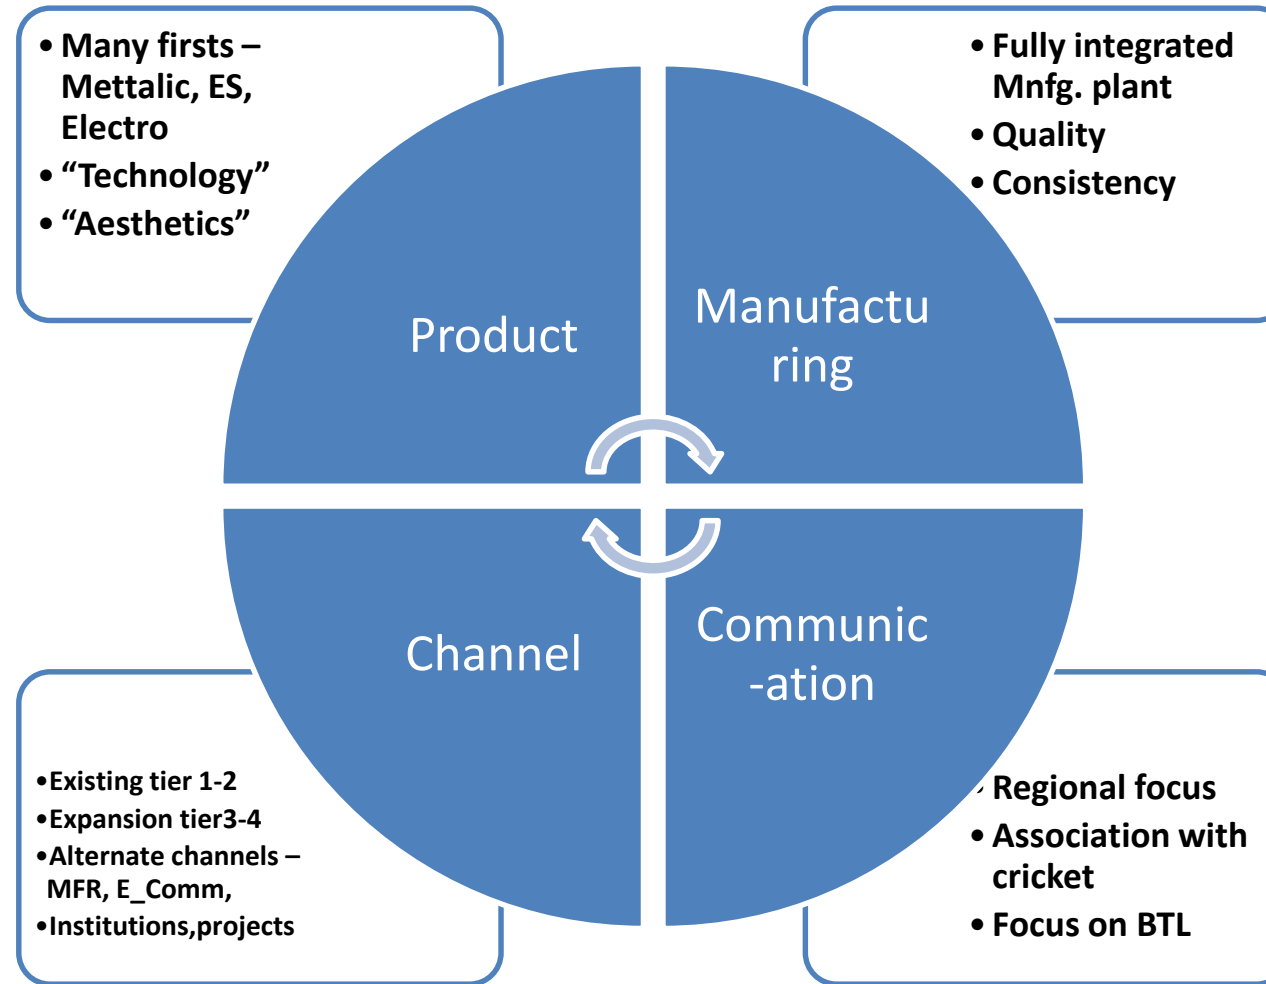 • Many firsts –
Mettalic, ES,
Electro
• “Technology”
• “Aesthetics”
• Fully integrated
Mnfg. plant
• Quality
• Consistency
Product
Manufactu
ring
Channel
Communic
-ation
•Existing tier 1-2
•Expansion tier3-4
•Alternate channels –
MFR, E_Comm,
•Institutions,projects
• Regional focus
• Association with
cricket
• Focus on BTL